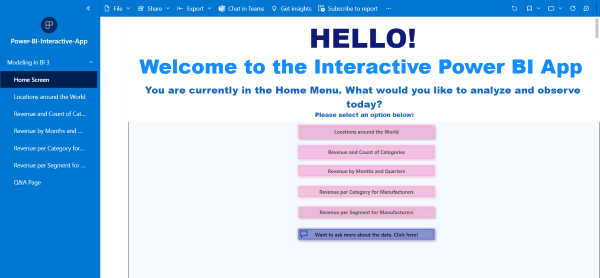 File
Share
Export
Chat in Teams
Get insights
Subscribe to report
Power-BI-Interactive-App
Modeling in BI 3
Home Screen
Locations around the World
Revenue and Count of Cat...
Revenue by Months and ...
Revenue per Category for ...
Revenue per Segment for ...
Q&A Page
HELLO!
Welcome to the Interactive Power BI App
You are currently in the Home Menu. What would you like to analyze and observe
today?
Please select an option below:
Locations around the World
Revenue and Count of Categories
Revenue by Months and Quarters
Revenue per Category for Manufacturers
Revenue per Segment for Manufacturers
Want to ask more about the data. Click here!